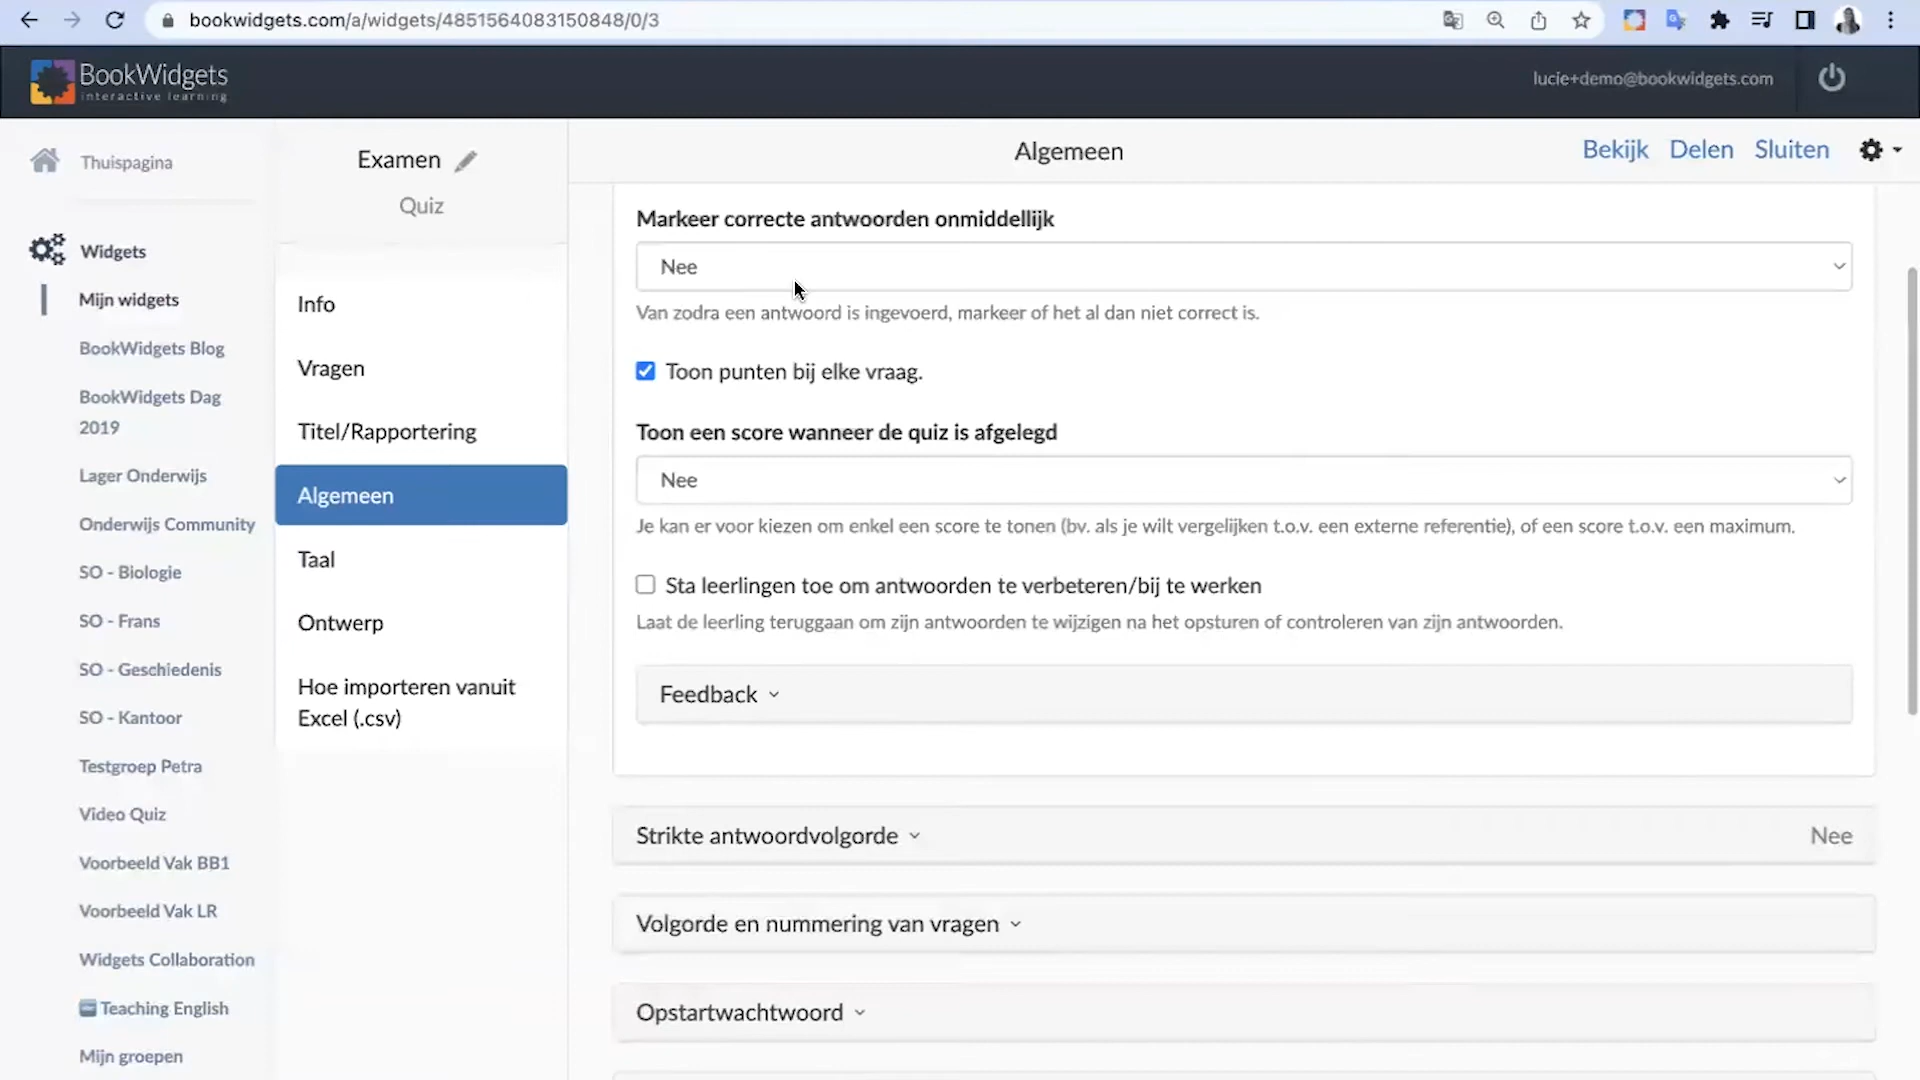 bookwidgets.com/a/widgets/4851564083150848/0/3
BookWidgets
interactive learning
lucie+demo@bookwidgets.com
Thuispagina
Widgets
Mijn widgets
BookWidgets Blog
BookWidgets Dag
2019
Lager Onderwijs
Onderwijs Community
SO - Biologie
SO - Frans
SO - Geschiedenis
SO - Kantoor
Testgroep Petra
Video Quiz
Voorbeeld Vak BB1
Voorbeeld Vak LR
Widgets Collaboration
Teaching English
Mijn groepen
Examen
Quiz
Info
Vragen
Titel/Rapportering
Algemeen
Taal
Ontwerp
Hoe importeren vanuit
Excel (.csv)
Algemeen
Bekijk Delen Sluiten
Markeer correcte antwoorden onmiddellijk
Nee
Van zodra een antwoord is ingevoerd, markeer of het al dan niet correct is.
Toon punten bij elke vraag.
Toon een score wanneer de quiz is afgelegd
Nee
Je kan er voor kiezen om enkel een score te tonen (bv. als je wilt vergelijken t.o.v. een externe referentie), of een score t.o.v. een maximum.
Sta leerlingen toe om antwoorden te verbeteren/bij te werken
Laat de leerling teruggaan om zijn antwoorden te wijzigen na het opsturen of controleren van zijn antwoorden.
Feedback
Strikte antwoordvolgorde Nee
Volgorde en nummering van vragen
Opstartwachtwoord